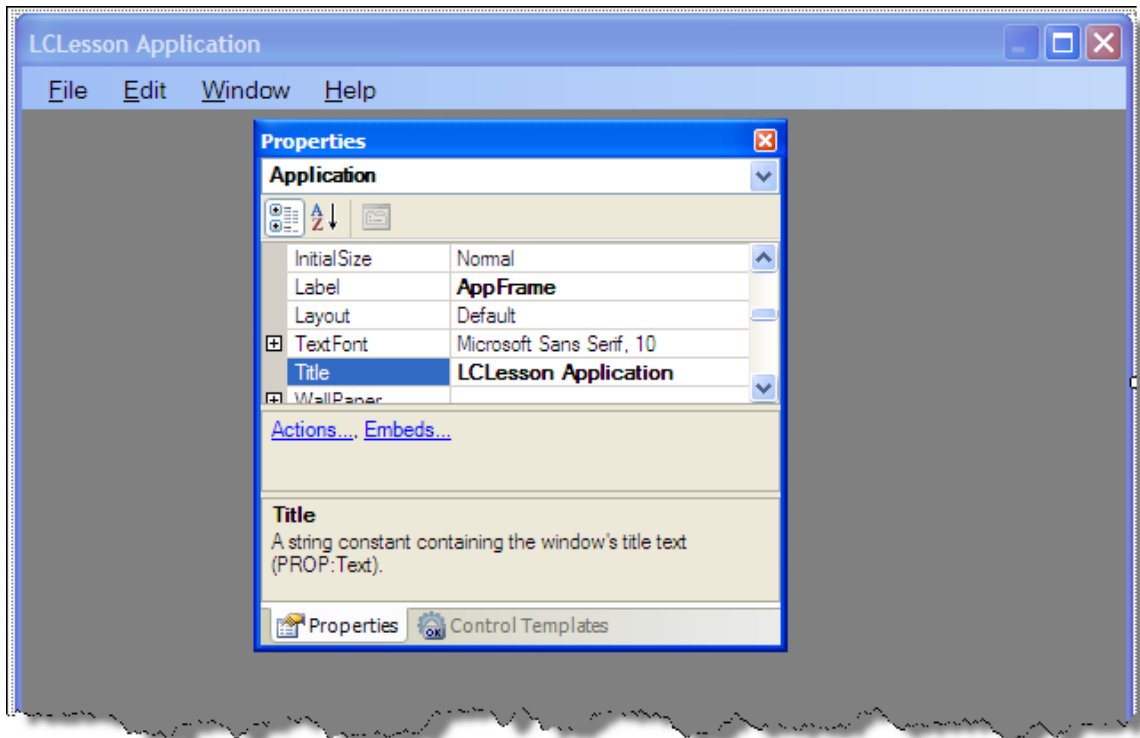 LCLesson Application
File Edit Window Help
Properties
Application
InitialSize Normal
Label AppFrame
Layout Default
TextFont Microsoft Sans Serif, 10
Title LCLesson Application
WallPaper
Actions..., Embeds...
Title
A string constant containing the window's title text
(PROP:Text).
Properties Control Templates